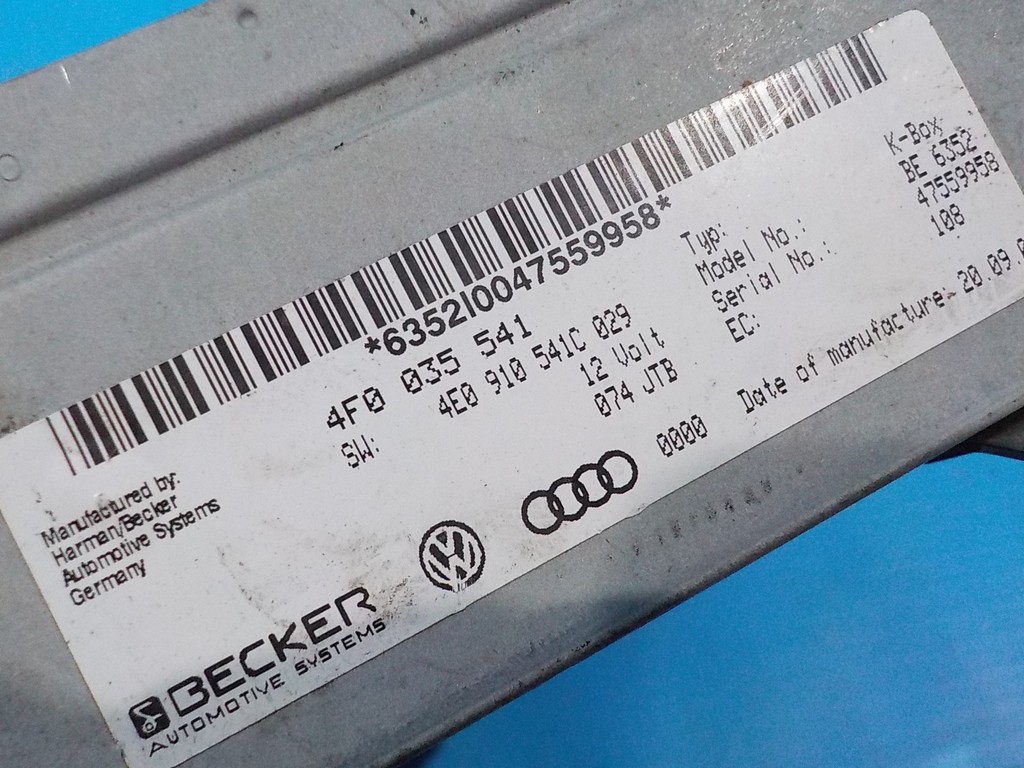 *6352I0047559958*
4F0 035 541
SW: 4E0 910 541C 029
12 Volt
074 JTB
0000
Typ: K-Box
Model No.: BE 6352
Serial No.: 47559958
EC: 108
Date of manufacture: 20.09.
Manufactured by:
Harman/Becker
Automotive Systems
Germany
BECKER
AUTOMOTIVE SYSTEMS